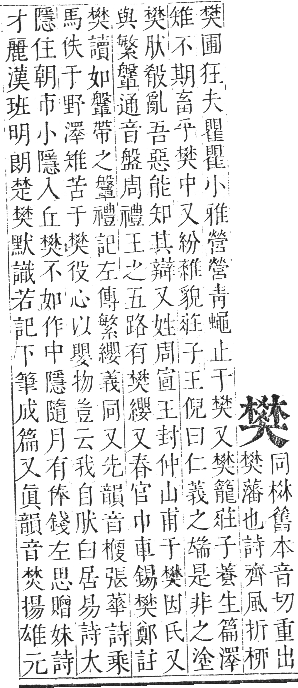 樊
同棥舊本音切重出
樊藩也詩齊風折柳
樊圃狂夫瞿瞿小雅營營靑蠅止于樊又樊籠莊子養生篇澤
雉不期畜乎樊中又紛雜貌莊子王倪曰仁義之端是非之塗
樊肰殽亂吾惡能知其辯又姓周宣王封仲山甫于樊因氏又
與繁鞶通音盤周禮王之五路有樊纓又春官巾車錫樊鄭註
樊讀如鞶帶之鞶禮記左傳繁纓義同又先韻音楩張華詩乘
馬佚于野澤雉苦于樊役心以嬰物豈云我自肰白居易詩太
隱住朝市小隱入丘樊不如作中隱隨月有俸錢左思贈妹詩
才麗漢班明朗楚樊默識若記下筆成篇又眞韻音焚揚雄元